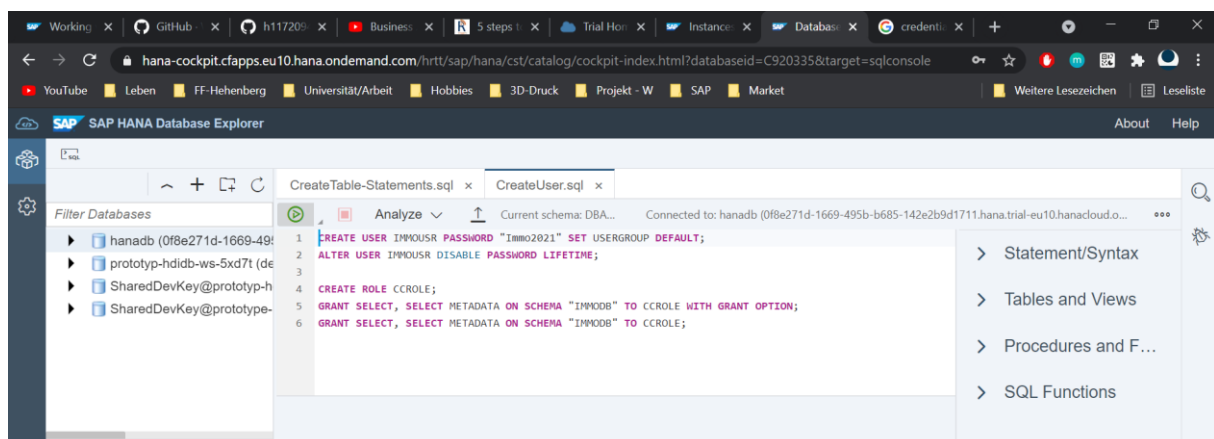 Working
GitHub -
h117209
Business
5 steps t
Trial Hon
Instance
Database
credentia
hana-cockpit.cfapps.eu10.hana.ondemand.com/hrtt/sap/hana/cst/catalog/cockpit-index.html?databaseid=C920335&target=sqlconsole
YouTube Leben FF-Hehenberg Universität/Arbeit Hobbies 3D-Druck Projekt - W SAP Market Weitere Lesezeichen Leseliste
SAP SAP HANA Database Explorer About Help
SQL
CreateTable-Statements.sql × CreateUser.sql ×
Filter Databases
Analyze Current schema: DBA... Connected to: hanadb (0f8e271d-1669-495b-b685-142e2b9d1711.hana.trial-eu10.hanacloud.o...
hanadb (0f8e271d-1669-49
prototyp-hdidb-ws-5xd7t (de
SharedDevKey@prototyp-h
SharedDevKey@prototype-
1 CREATE USER IMMOUSR PASSWORD "Immo2021" SET USERGROUP DEFAULT;
2 ALTER USER IMMOUSR DISABLE PASSWORD LIFETIME;
3
4 CREATE ROLE CCROLE;
5 GRANT SELECT, SELECT METADATA ON SCHEMA "IMMODB" TO CCROLE WITH GRANT OPTION;
6 GRANT SELECT, SELECT METADATA ON SCHEMA "IMMODB" TO CCROLE;
Statement/Syntax
Tables and Views
Procedures and F...
SQL Functions